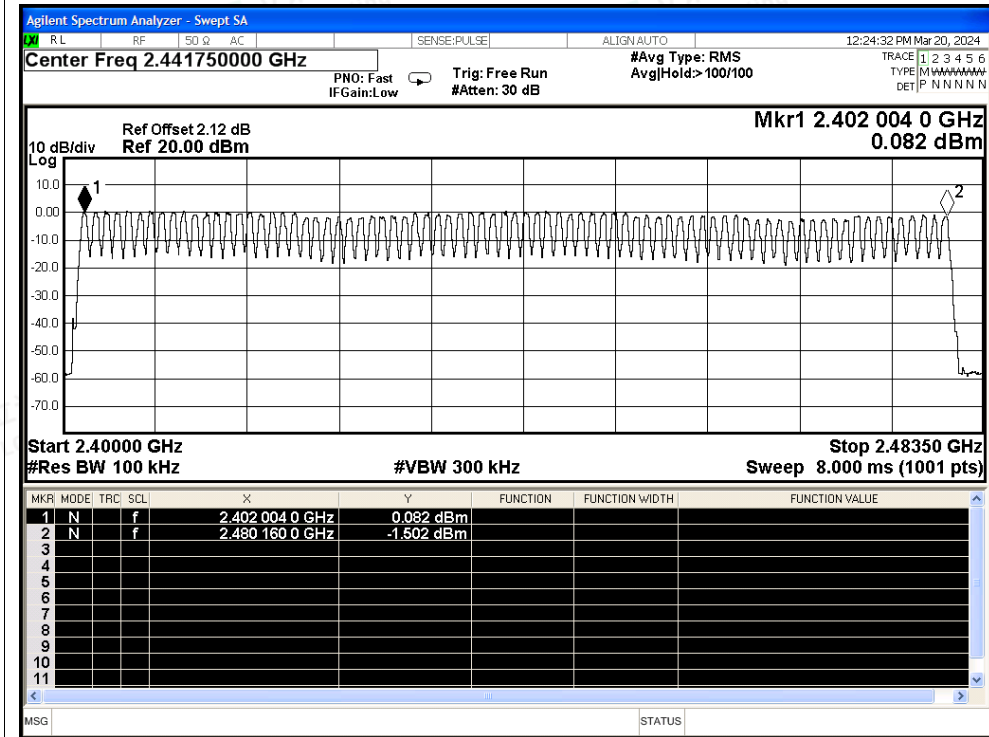 Agilent Spectrum Analyzer - Swept SA
LXI RL RF 50 Ω AC SENSE:PULSE ALIGN AUTO 12:24:32 PM Mar 20, 2024
Center Freq 2.441750000 GHz
PNO: Fast Trig: Free Run #Avg Type: RMS TRACE 1 2 3 4 5 6
IFGain:Low #Atten: 30 dB Avg|Hold:>100/100 TYPE M
DET P N N N N N
Mkr1 2.402 004 0 GHz
0.082 dBm
Ref Offset 2.12 dB
10 dB/div Ref 20.00 dBm
Log
10.0
0.00
-10.0
-20.0
-30.0
-40.0
-50.0
-60.0
-70.0
1
2
Start 2.40000 GHz Stop 2.48350 GHz
#Res BW 100 kHz #VBW 300 kHz Sweep 8.000 ms (1001 pts)
MKR MODE TRC SCL X Y FUNCTION FUNCTION WIDTH FUNCTION VALUE
1 N f 2.402 004 0 GHz 0.082 dBm
2 N f 2.480 160 0 GHz -1.502 dBm
3
4
5
6
7
8
9
10
11
MSG STATUS